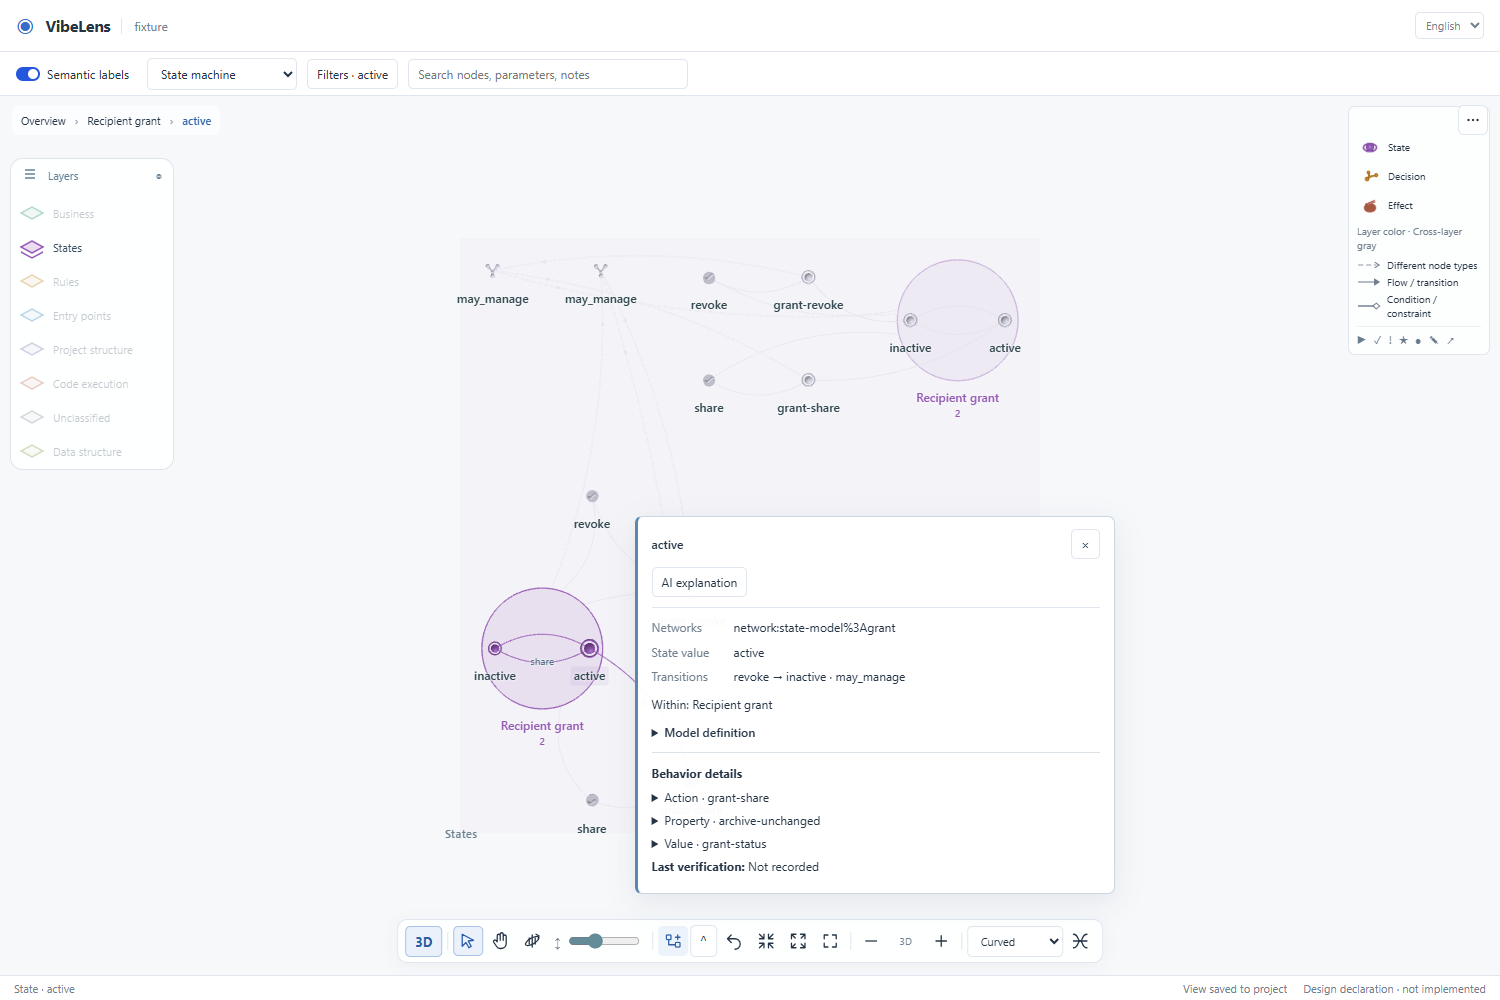 VibeLens
fixture
English
Semantic labels
State machine
Filters · active
Search nodes, parameters, notes
Overview › Recipient grant › active
Layers
Business
States
Rules
Entry points
Project structure
Code execution
Unclassified
Data structure
State
Decision
Effect
Layer color · Cross-layer
gray
Different node types
Flow / transition
Condition /
constraint
may_manage
may_manage
revoke
grant-revoke
inactive
active
share
grant-share
Recipient grant
2
revoke
share
inactive
active
Recipient grant
2
share
States
active
×
AI explanation
Networks network:state-model%3Agrant
State value active
Transitions revoke → inactive · may_manage
Within: Recipient grant
Model definition
Behavior details
Action · grant-share
Property · archive-unchanged
Value · grant-status
Last verification: Not recorded
3D
3D
Curved
State · active
View saved to project
Design declaration · not implemented